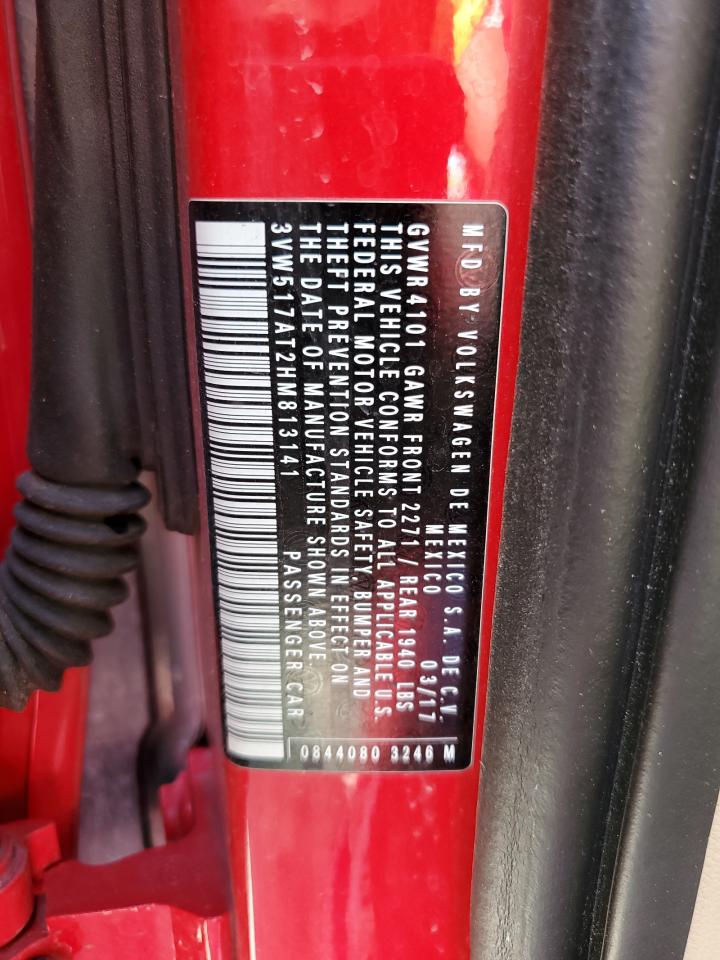 MFD BY VOLKSWAGEN DE MEXICO S.A. DE C.V.
MEXICO 03/17
GVWR 4101 GAWR FRONT 2271 / REAR 1940 LBS
THIS VEHICLE CONFORMS TO ALL APPLICABLE U.S.
FEDERAL MOTOR VEHICLE SAFETY, BUMPER AND
THEFT PREVENTION STANDARDS IN EFFECT ON
THE DATE OF MANUFACTURE SHOWN ABOVE.
3VW517AT2HM813141 PASSENGER CAR
0844080 3246 M